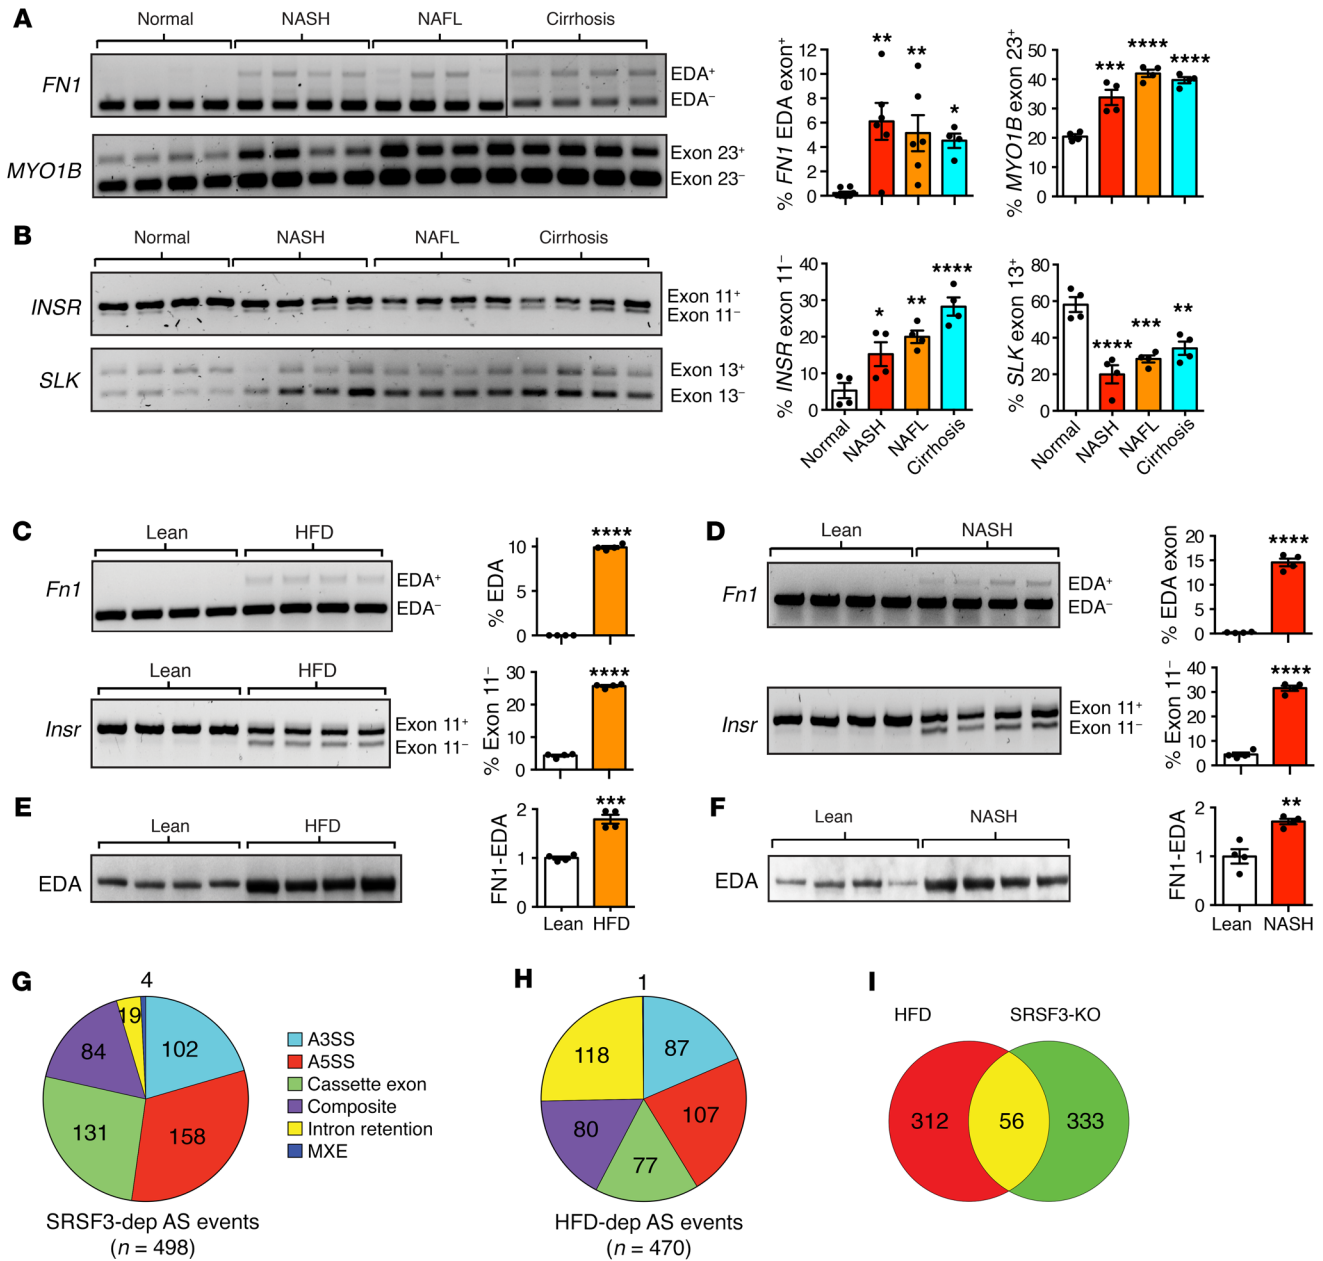 A
Normal NASH NAFL Cirrhosis
FN1
EDA+
EDA−
MYO1B
Exon 23+
Exon 23−
% FN1 EDA exon+
12
10
8
6
4
2
0
** ** *
% MYO1B exon 23+
50
40
30
20
10
0
*** **** ****
B
Normal NASH NAFL Cirrhosis
INSR
Exon 11+
Exon 11−
SLK
Exon 13+
Exon 13−
% INSR exon 11−
40
30
20
10
0
* ** ****
Normal NASH NAFL Cirrhosis
% SLK exon 13+
80
60
40
20
0
**** *** **
Normal NASH NAFL Cirrhosis
C
Lean HFD
Fn1
EDA+
EDA−
% EDA
10
5
0
****
Lean HFD
Insr
Exon 11+
Exon 11−
% Exon 11−
30
20
10
0
****
D
Lean NASH
Fn1
EDA+
EDA−
% EDA exon
20
15
10
5
0
****
Insr
Exon 11+
Exon 11−
% Exon 11−
40
30
20
10
0
****
E
Lean HFD
EDA
FN1-EDA
2
1
0
***
Lean HFD
F
Lean NASH
EDA
FN1-EDA
2
1
0
**
Lean NASH
G
4
19
102
84
131
158
SRSF3-dep AS events
(n = 498)
A3SS
A5SS
Cassette exon
Composite
Intron retention
MXE
H
1
118
87
107
80
77
HFD-dep AS events
(n = 470)
I
HFD SRSF3-KO
312 56 333